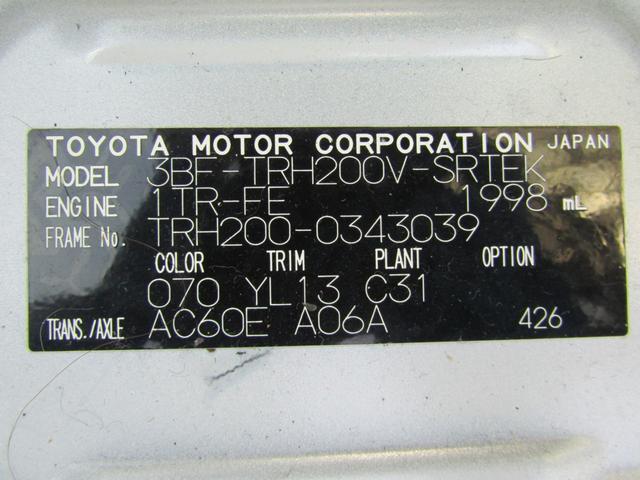 TOYOTA MOTOR CORPORATION JAPAN
MODEL 3BF-TRH200V-SRTEK
ENGINE 1TR-FE 1998 mL
FRAME No. TRH200-0343039
COLOR TRIM PLANT OPTION
070 YL13 C31
TRANS./AXLE AC60E A06A 426